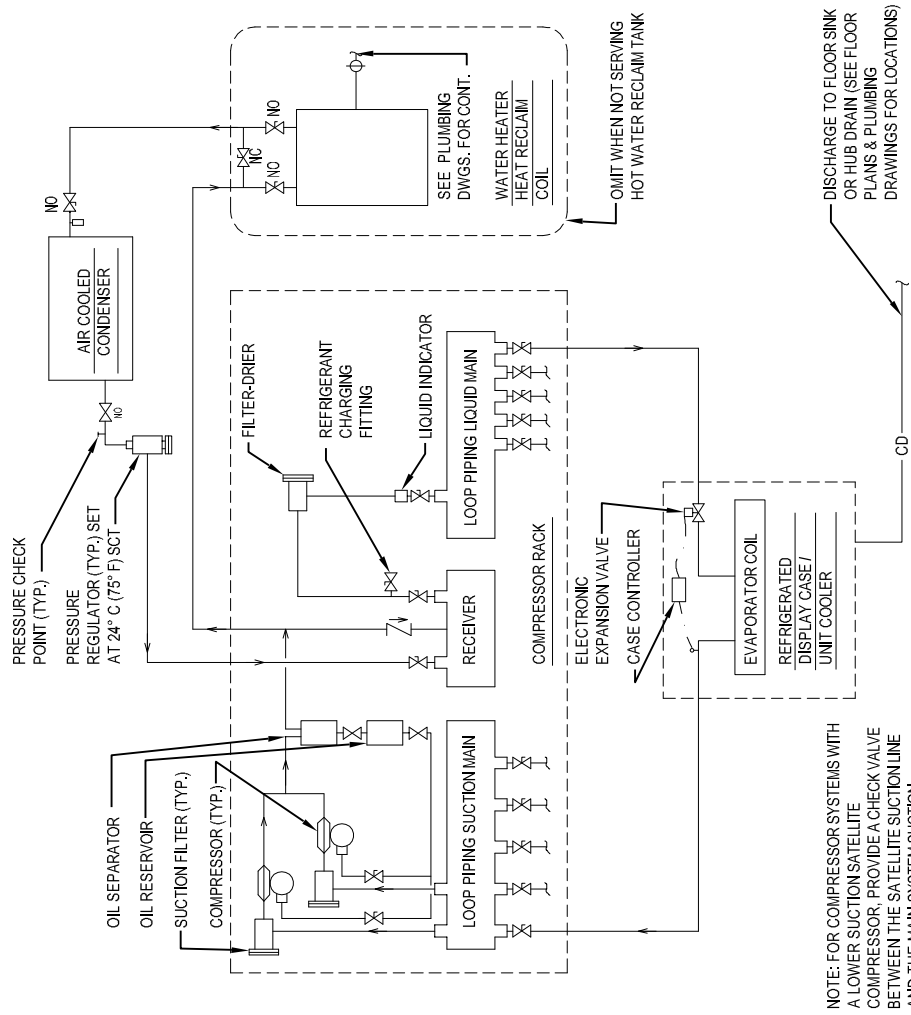 PRESSURE CHECK
POINT (TYP.)
PRESSURE
REGULATOR (TYP.) SET
AT 24° C (75° F) SCT
NO
AIR COOLED
CONDENSER
NO
NO
NC
NO
SEE PLUMBING
DWGS. FOR CONT.
WATER HEATER
HEAT RECLAIM
COIL
OMIT WHEN NOT SERVING
HOT WATER RECLAIM TANK
OIL SEPARATOR
OIL RESERVOIR
SUCTION FILTER (TYP.)
COMPRESSOR (TYP.)
FILTER-DRIER
REFRIGERANT
CHARGING
FITTING
LIQUID INDICATOR
LOOP PIPING SUCTION MAIN
RECEIVER
LOOP PIPING LIQUID MAIN
COMPRESSOR RACK
ELECTRONIC
EXPANSION VALVE
CASE CONTROLLER
EVAPORATOR COIL
REFRIGERATED
DISPLAY CASE /
UNIT COOLER
CD
DISCHARGE TO FLOOR SINK
OR HUB DRAIN (SEE FLOOR
PLANS & PLUMBING
DRAWINGS FOR LOCATIONS)
NOTE: FOR COMPRESSOR SYSTEMS WITH
A LOWER SUCTION SATELLITE
COMPRESSOR, PROVIDE A CHECK VALVE
BETWEEN THE SATELLITE SUCTION LINE
AND THE MAIN SYSTEM SUCTION